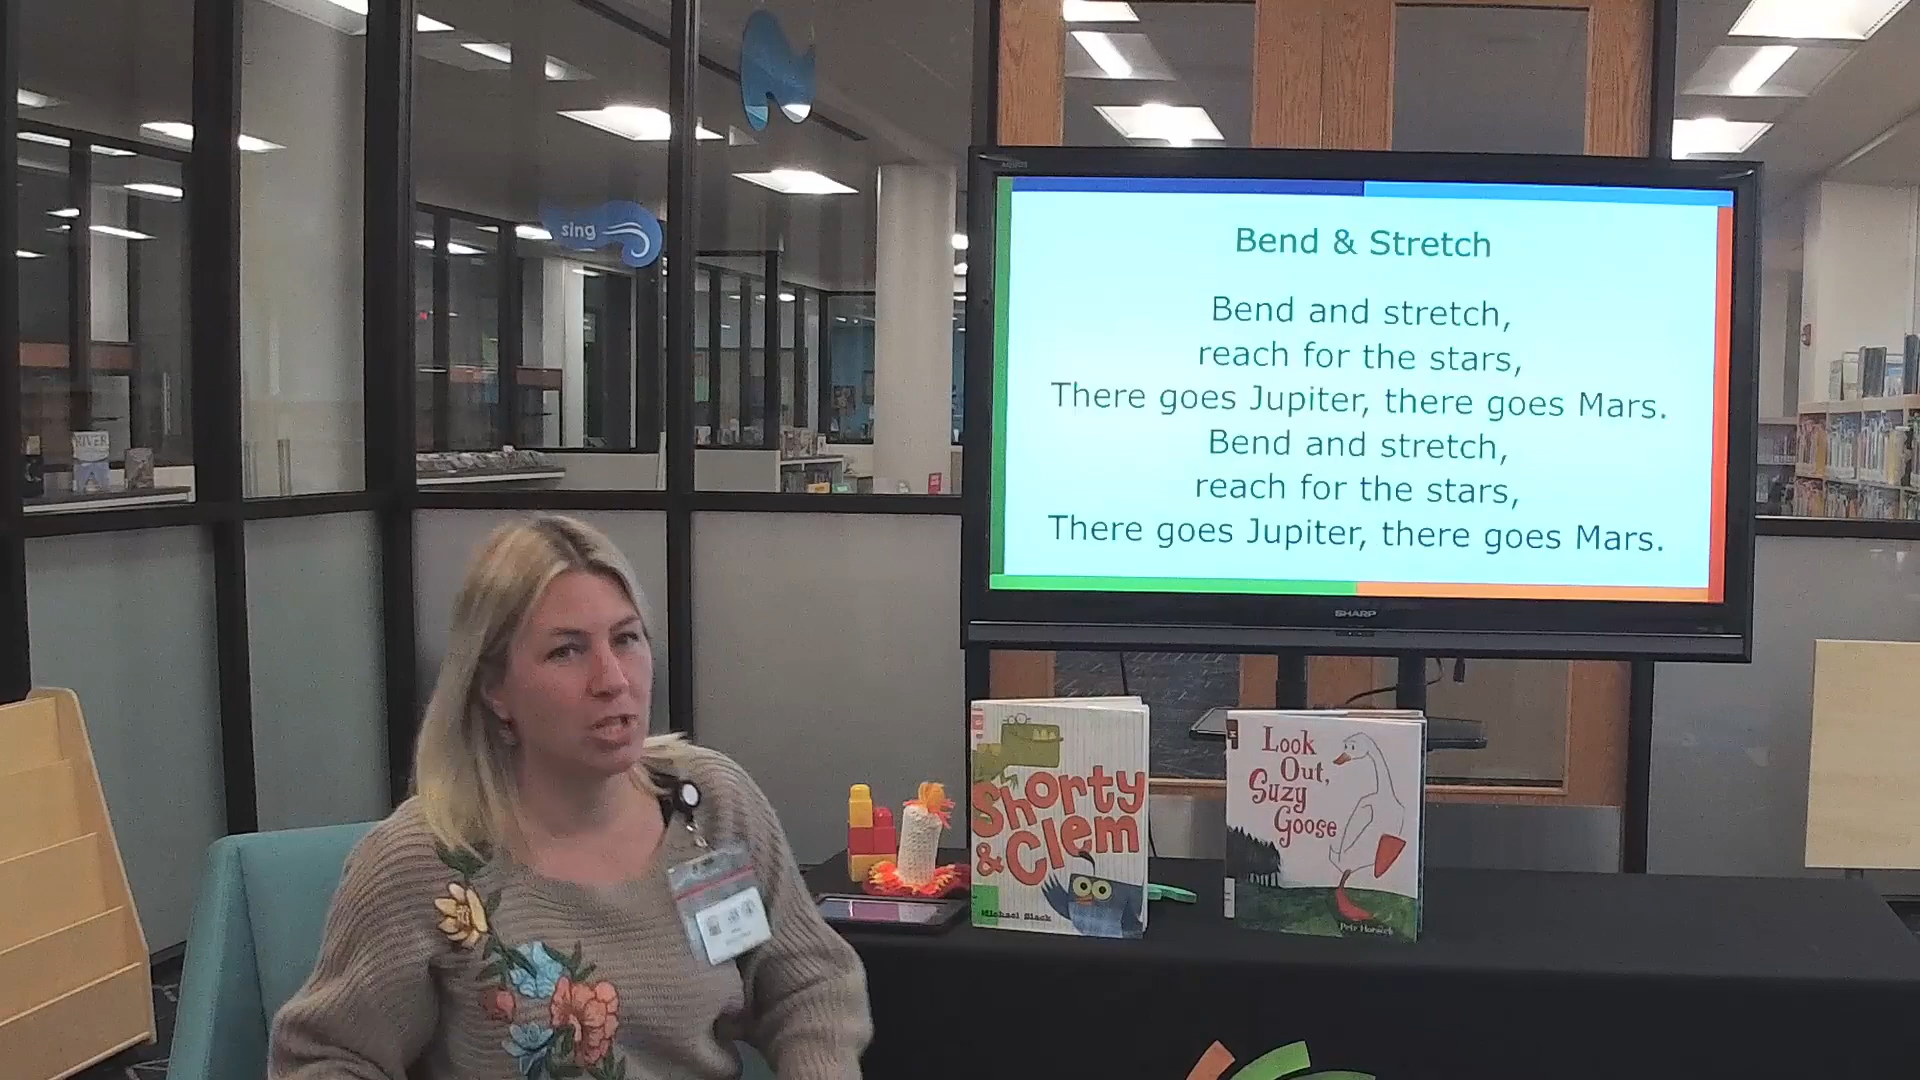 sing
Bend & Stretch
Bend and stretch,
reach for the stars,
There goes Jupiter, there goes Mars.
Bend and stretch,
reach for the stars,
There goes Jupiter, there goes Mars.
SHARP
RIVER
Shorty
& Clem
Michael Slack
Look
Out,
Suzy
Goose
Petr Horáček